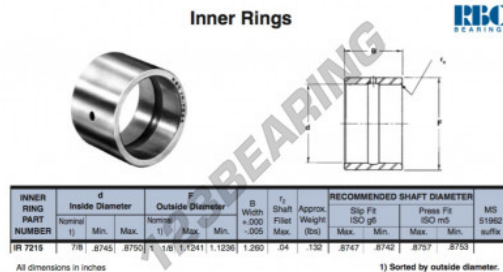 Inner Rings
RBC
BEARINGS
123BEARING
B
r
d
F
INNER RING PART NUMBER
d
Inside Diameter
F
Outside Diameter
B
Width
+.000
-.005
Shaft Fillet Max.
Approx. Weight (lbs)
RECOMMENDED SHAFT DIAMETER
Slip Fit
ISO g6
Press Fit
ISO m5
MS 51962 suffix
Nominal 1) Min. Max. Nominal 1) Max. Min. Max. Min. Max. Min.
IR 7215 7/8 .8745 .8750 1 1/8 1.1241 1.1236 1.260 .04 .132 .8747 .8742 .8757 .8753
All dimensions in inches
1) Sorted by outside diameter.